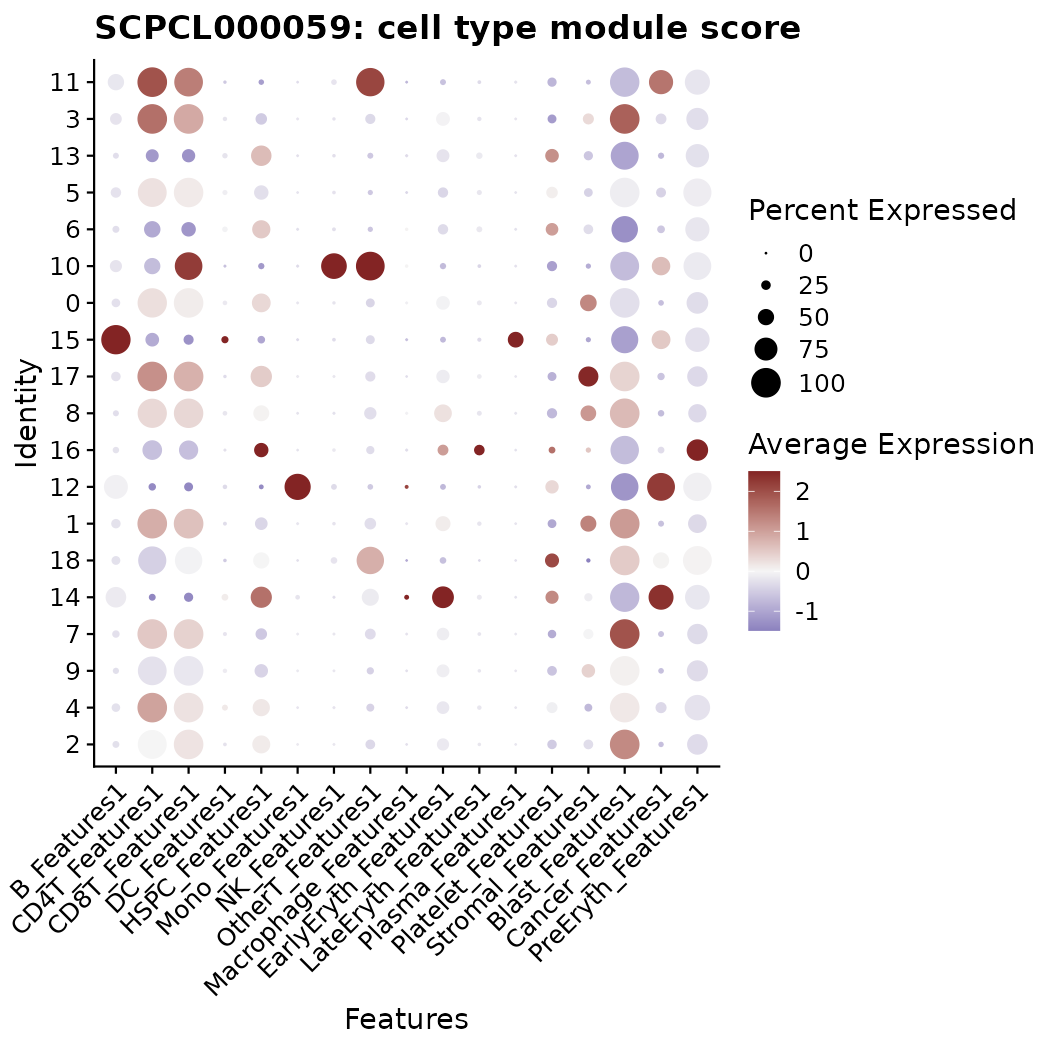 SCPCL000059: cell type module score
Identity
11
3
13
5
6
10
0
15
17
8
16
12
1
18
14
7
9
4
2
B_Features1
CD4T_Features1
CD8T_Features1
DC_Features1
HSPC_Features1
Mono_Features1
NK_Features1
OtherT_Features1
Macrophage_Features1
EarlyEryth_Features1
LateEryth_Features1
Plasma_Features1
Platelet_Features1
Stromal_Features1
Blast_Features1
Cancer_Features1
PreEryth_Features1
Features
Percent Expressed
0
25
50
75
100
Average Expression
2
1
0
-1